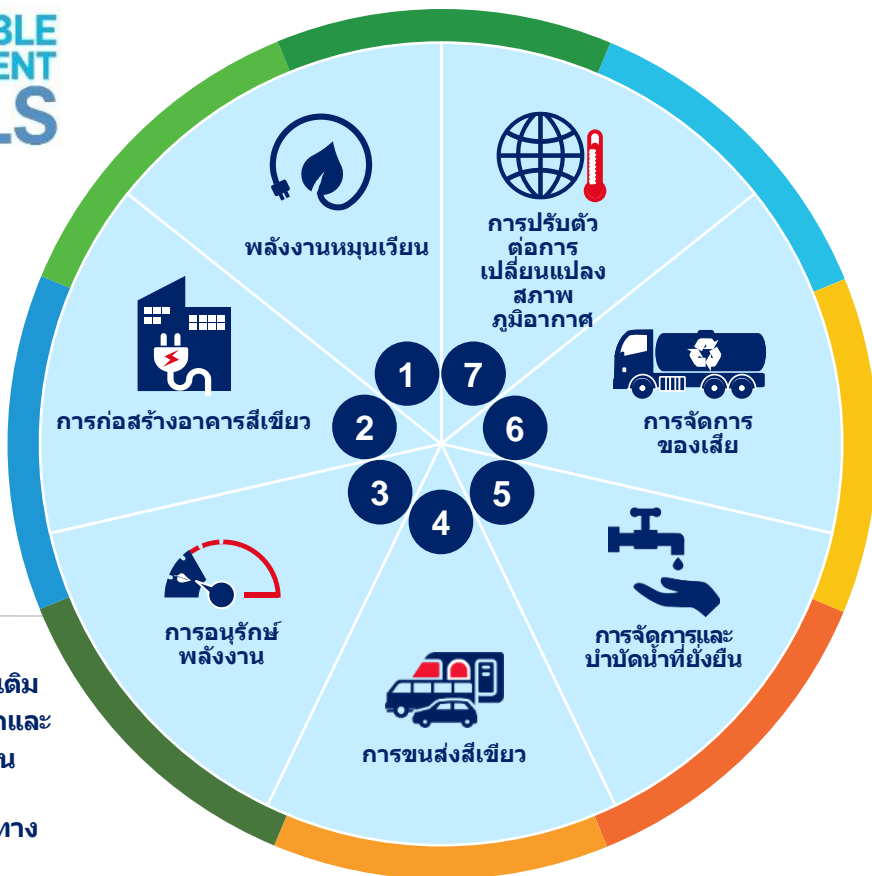 BLE
ENT
LS
พลังงานหมุนเวียน
การปรับตัว
ต่อการ
เปลี่ยนแปลง
สภาพ
ภูมิอากาศ
การก่อสร้างอาคารสีเขียว
การจัดการ
ของเสีย
1
7
2
6
3
5
4
การอนุรักษ์
พลังงาน
การจัดการและ
บำบัดน้ำที่ยั่งยืน
การขนส่งสีเขียว
เติม
และ
น
ทาง